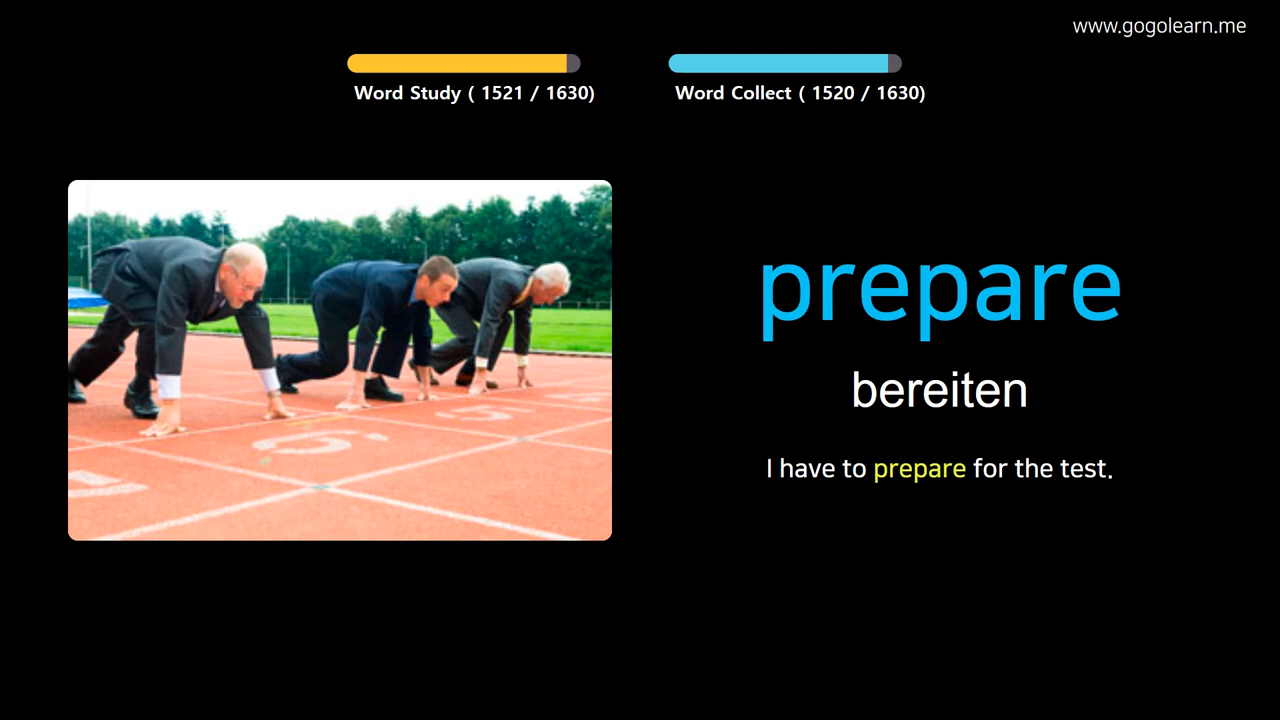 www.gogolearn.me
Word Study ( 1521 / 1630)
Word Collect ( 1520 / 1630)
prepare
bereiten
I have to prepare for the test.
5